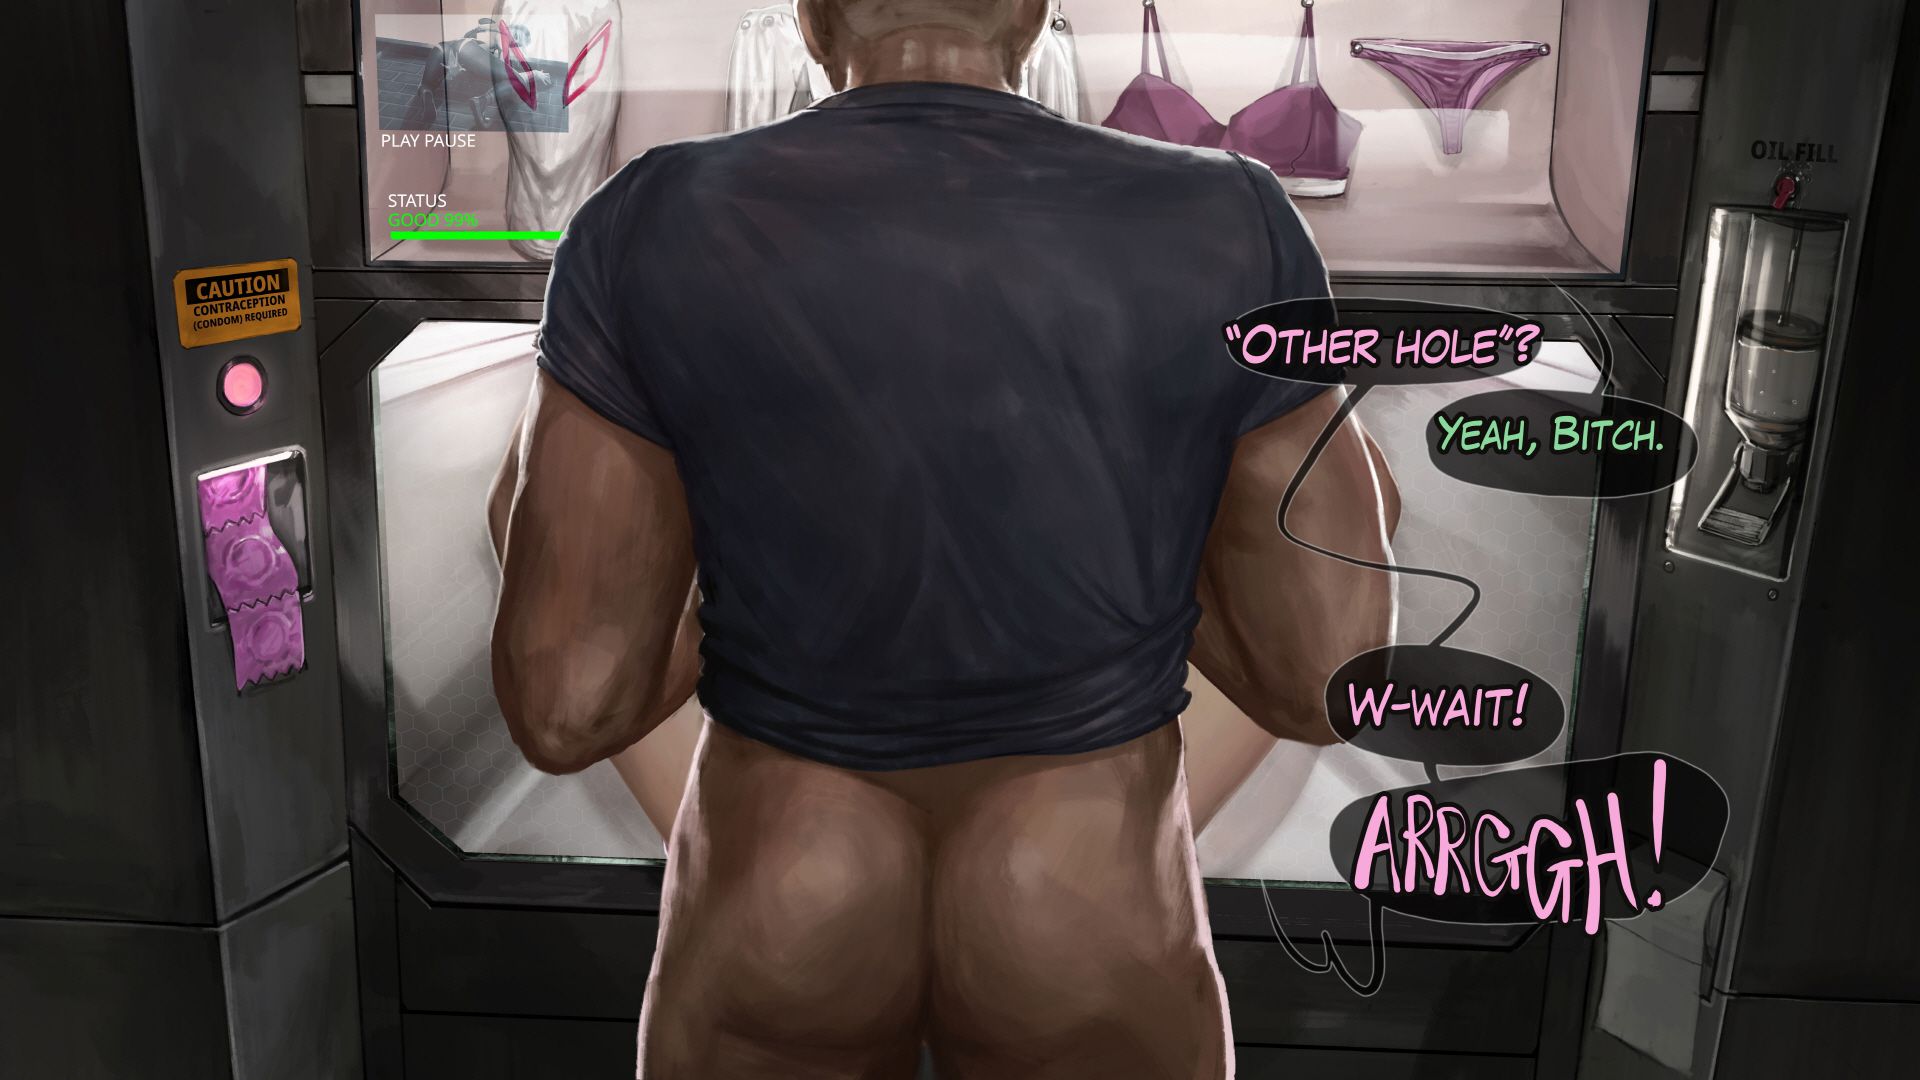 PLAY PAUSE
STATUS
GOOD 99%
CAUTION
CONTRACEPTION
(CONDOM) REQUIRED
OIL FILL
"OTHER HOLE"?
YEAH, BITCH.
W-WAIT!
ARRGGH!